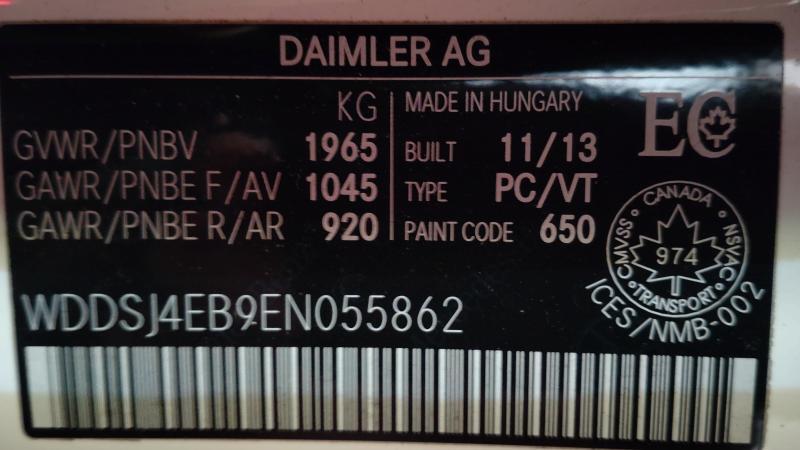 DAIMLER AG
KG
GVWR/PNBV 1965
GAWR/PNBE F/AV 1045
GAWR/PNBE R/AR 920
MADE IN HUNGARY
BUILT 11/13
TYPE PC/VT
PAINT CODE 650
EC
CANADA
CMVSS NSVAC
974
TRANSPORT
ICES/NMB-002
WDDSJ4EB9EN055862